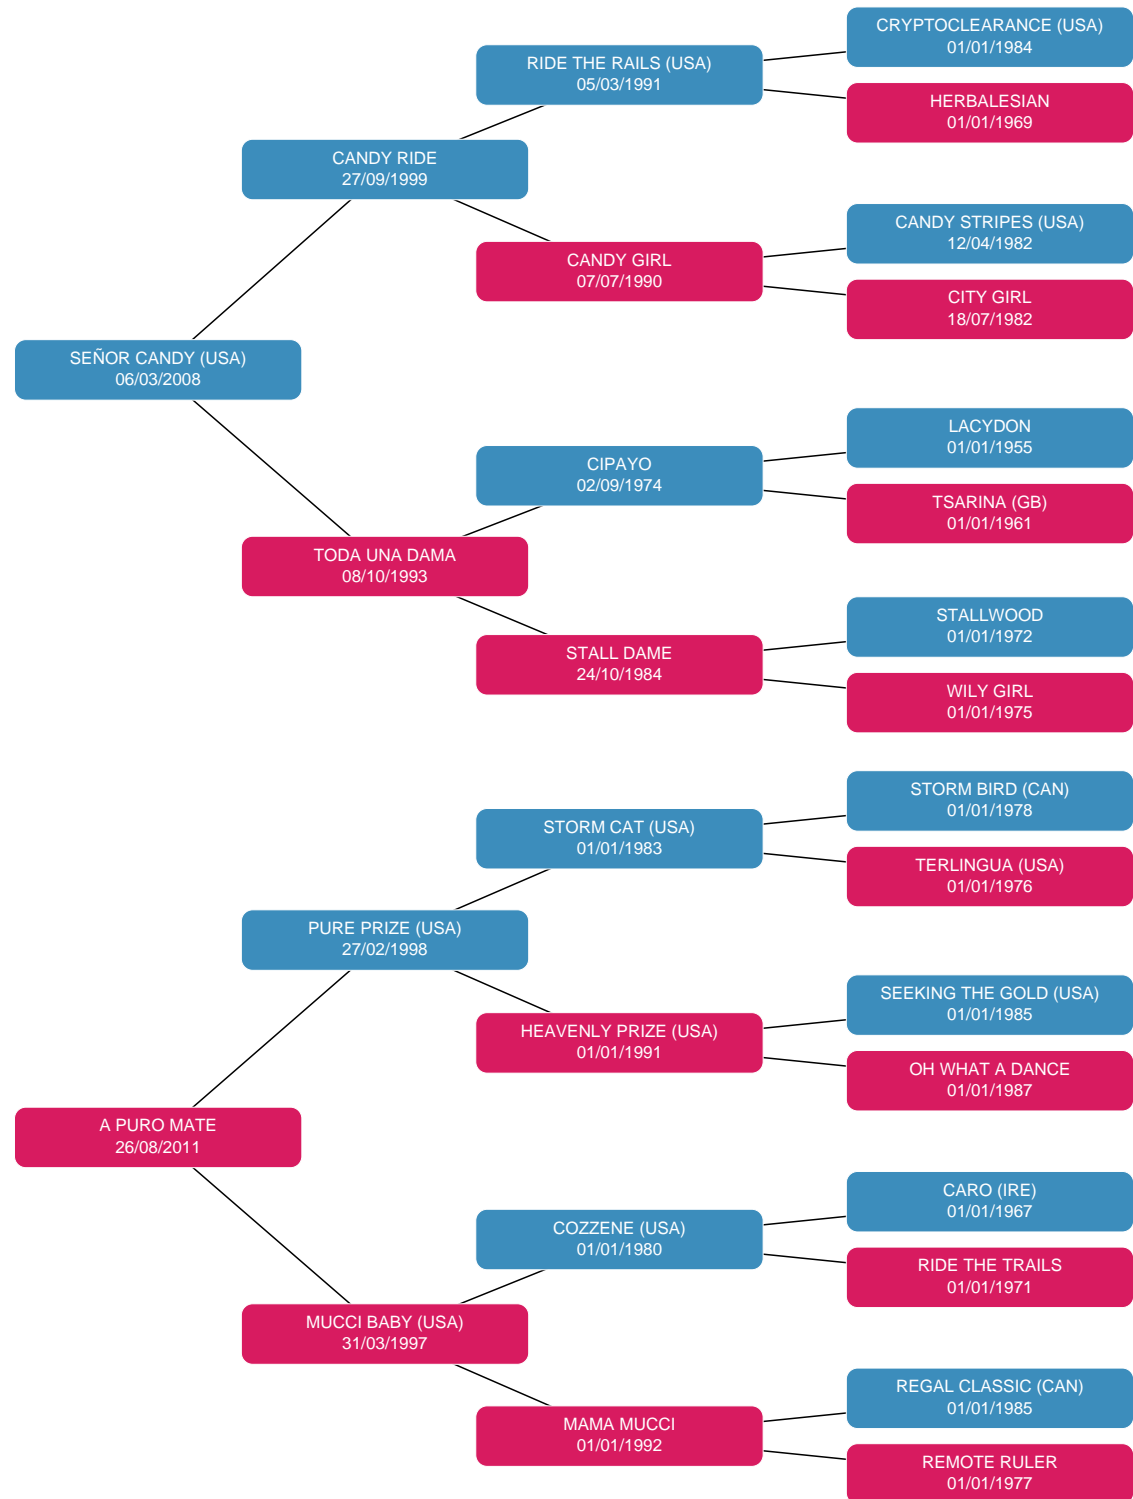 CRYPTOCLEARANCE (USA)
01/01/1984
RIDE THE RAILS (USA)
05/03/1991
HERBALESIAN
01/01/1969
CANDY RIDE
27/09/1999
CANDY STRIPES (USA)
12/04/1982
CANDY GIRL
07/07/1990
CITY GIRL
18/07/1982
SEÑOR CANDY (USA)
06/03/2008
LACYDON
01/01/1955
CIPAYO
02/09/1974
TSARINA (GB)
01/01/1961
TODA UNA DAMA
08/10/1993
STALLWOOD
01/01/1972
STALL DAME
24/10/1984
WILY GIRL
01/01/1975
STORM BIRD (CAN)
01/01/1978
STORM CAT (USA)
01/01/1983
TERLINGUA (USA)
01/01/1976
PURE PRIZE (USA)
27/02/1998
SEEKING THE GOLD (USA)
01/01/1985
HEAVENLY PRIZE (USA)
01/01/1991
OH WHAT A DANCE
01/01/1987
A PURO MATE
26/08/2011
CARO (IRE)
01/01/1967
COZZENE (USA)
01/01/1980
RIDE THE TRAILS
01/01/1971
MUCCI BABY (USA)
31/03/1997
REGAL CLASSIC (CAN)
01/01/1985
MAMA MUCCI
01/01/1992
REMOTE RULER
01/01/1977